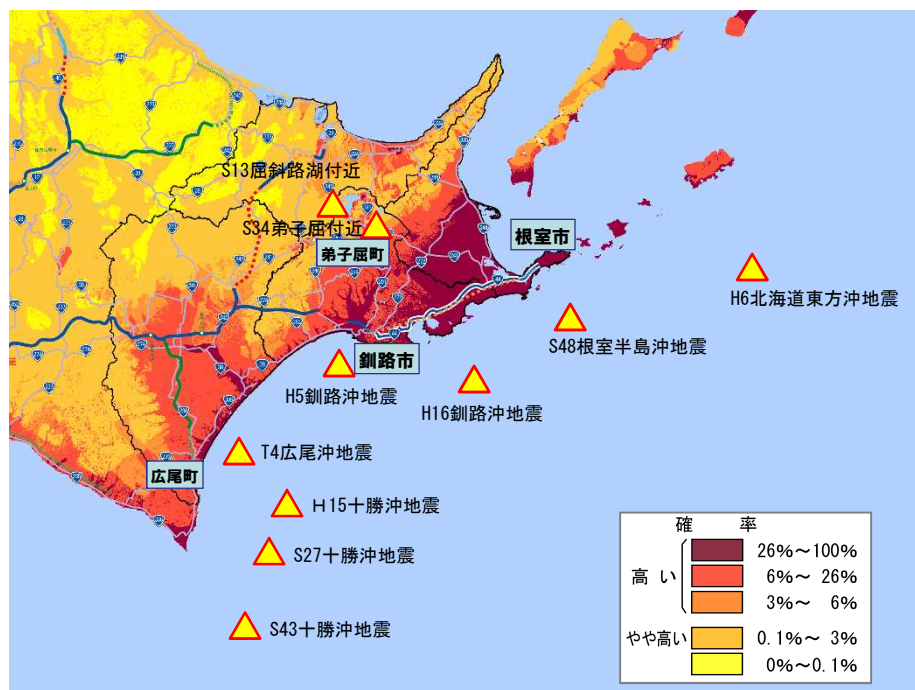 S13屈斜路湖付近
S34弟子屈付近
弟子屈町
根室市
H6北海道東方沖地震
S48根室半島沖地震
釧路市
H5釧路沖地震
H16釧路沖地震
T4広尾沖地震
広尾町
H15十勝沖地震
S27十勝沖地震
S43十勝沖地震
確 率
高い
26%～100%
6%～ 26%
3%～ 6%
やや高い
0.1%～ 3%
0%～0.1%